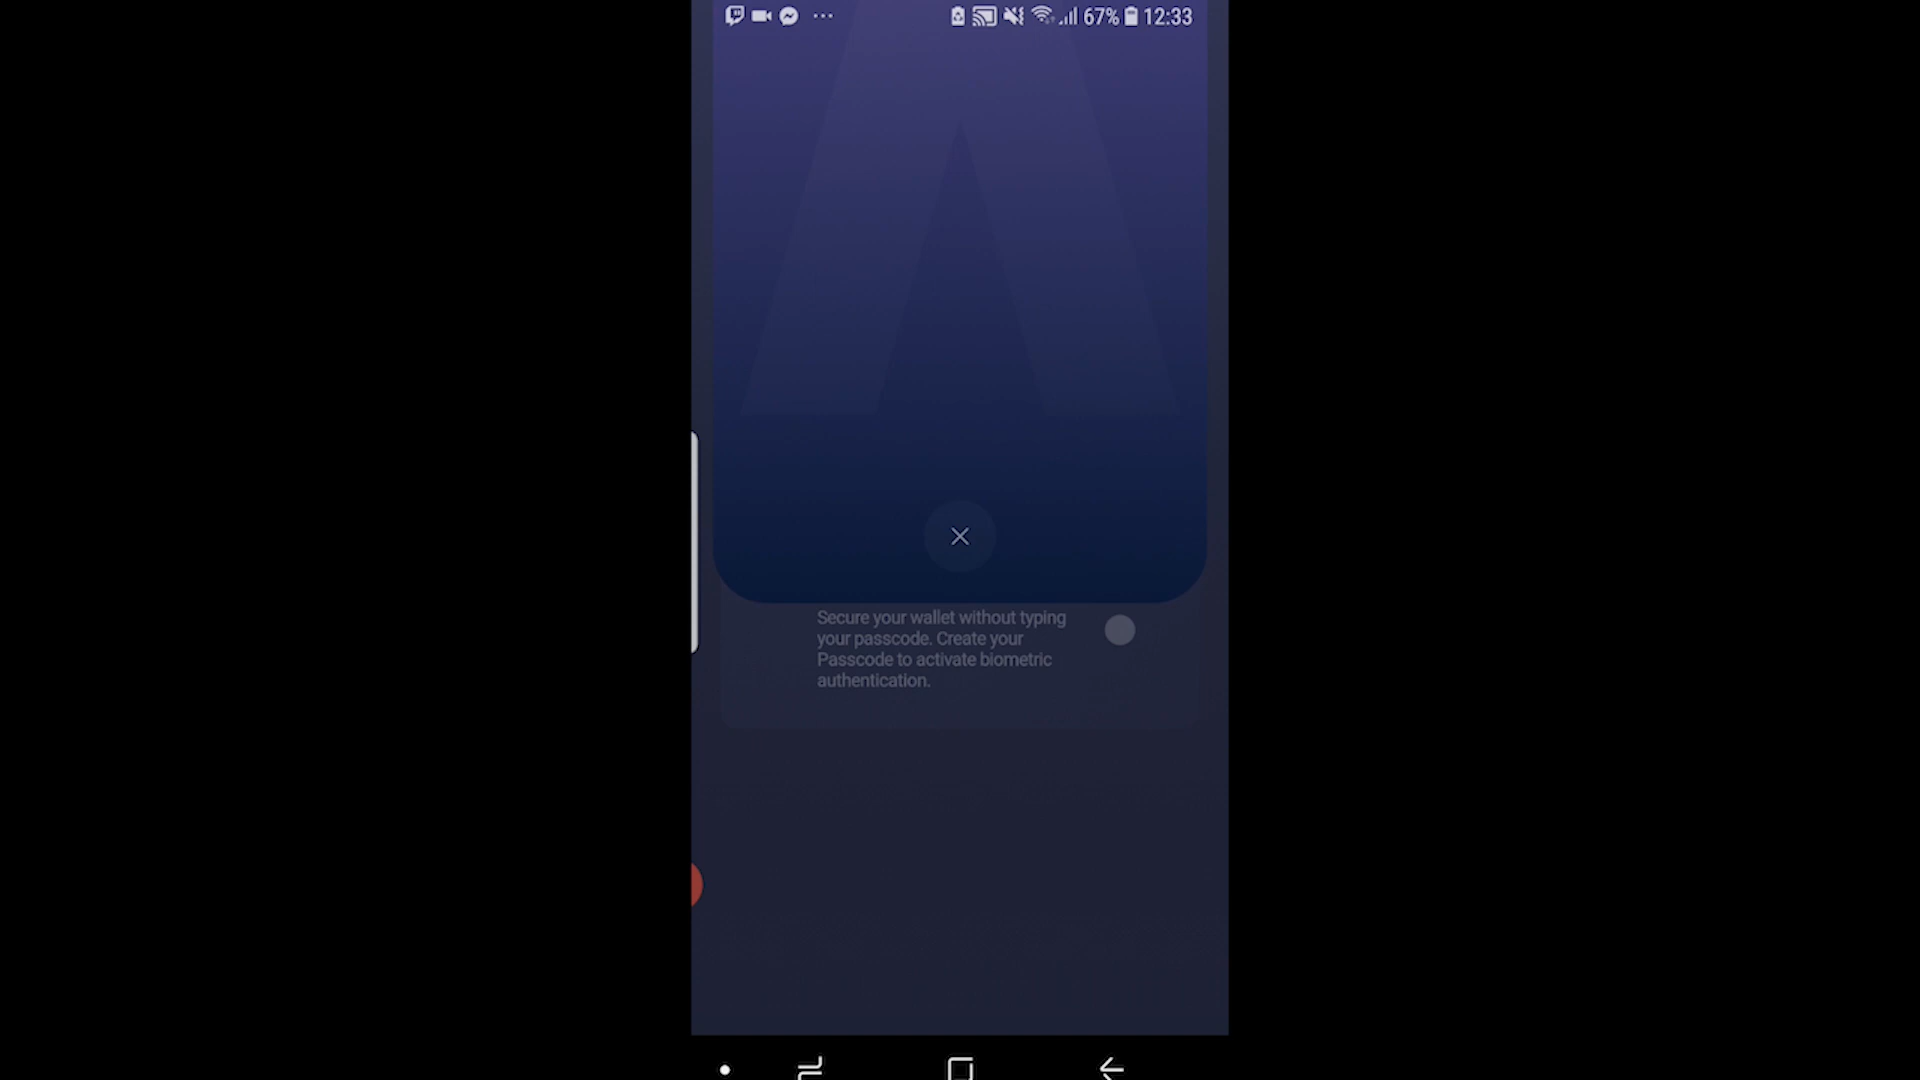 67% 12:33
Secure your wallet without typing
your passcode. Create your
Passcode to activate biometric
authentication.